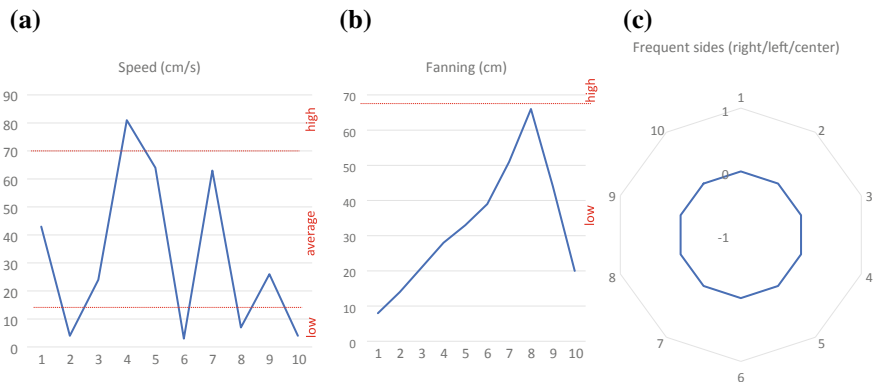 (a)
Speed (cm/s)
90
80
70
60
50
40
30
20
10
0
1 2 3 4 5 6 7 8 9 10
high
average
low
(b)
Fanning (cm)
70
60
50
40
30
20
10
0
1 2 3 4 5 6 7 8 9 10
high
low
(c)
Frequent sides (right/left/center)
1
2
3
4
5
6
7
8
9
10
1
0
-1